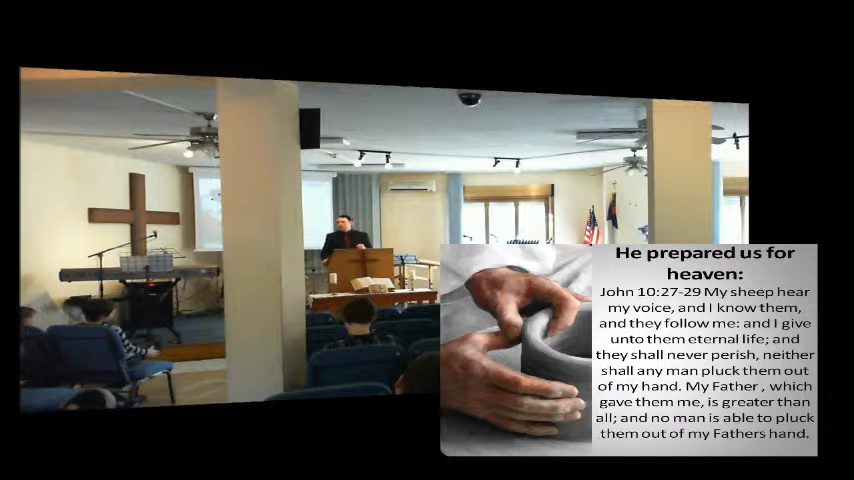 He prepared us for
heaven:
John 10:27-29 My sheep hear
my voice, and I know them,
and they follow me: and I give
unto them eternal life; and
they shall never perish, neither
shall any man pluck them out
of my hand. My Father , which
gave them me, is greater than
all; and no man is able to pluck
them out of my Fathers hand.